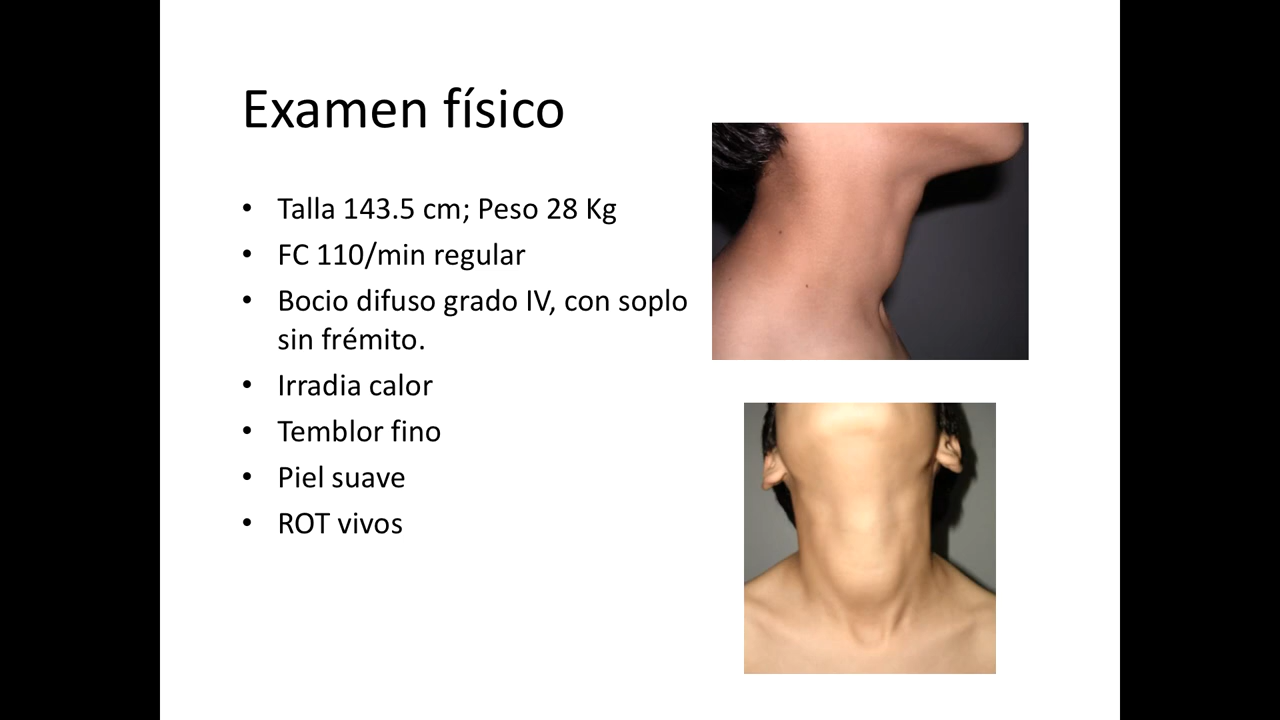 Examen físico
• Talla 143.5 cm; Peso 28 Kg
• FC 110/min regular
• Bocio difuso grado IV, con soplo
sin frémito.
• Irradia calor
• Temblor fino
• Piel suave
• ROT vivos